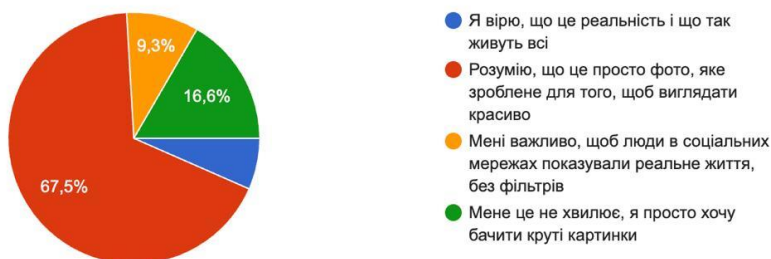 9,3%
16,6%
67,5%
Я вірю, що це реальність і що так
живуть всі
Розумію, що це просто фото, яке
зроблене для того, щоб виглядати
красиво
Мені важливо, щоб люди в соціальних
мережах показували реальне життя,
без фільтрів
Мене це не хвилює, я просто хочу
бачити круті картинки